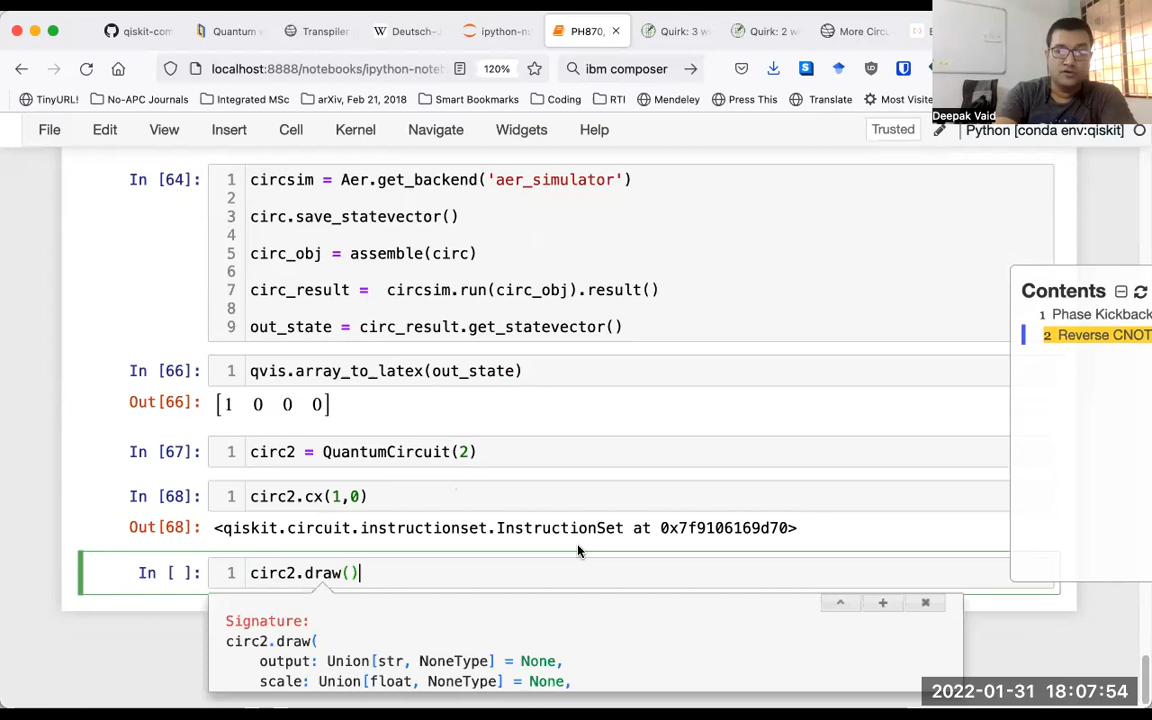 qiskit-com
Quantum v
Transpiler
Deutsch-
ipython-n
PH870,
Quirk: 3 w
Quirk: 2 w
More Circu
localhost:8888/notebooks/ipython-note
120%
ibm composer
TinyURL!
No-APC Journals
Integrated MSc
arXiv, Feb 21, 2018
Smart Bookmarks
Coding
RTI
Mendeley
Press This
Translate
Most Visite
Deepak Vaid
File Edit View Insert Cell Kernel Navigate Widgets Help
Trusted
Python [conda env:qiskit]
In [64]:
1 circsim = Aer.get_backend('aer_simulator')
2
3 circ.save_statevector()
4
5 circ_obj = assemble(circ)
6
7 circ_result =  circsim.run(circ_obj).result()
8
9 out_state = circ_result.get_statevector()
Contents
1 Phase Kickback
2 Reverse CNOT
In [66]: 1 qvis.array_to_latex(out_state)
Out[66]: [1 0 0 0]
In [67]: 1 circ2 = QuantumCircuit(2)
In [68]: 1 circ2.cx(1,0)
Out[68]: <qiskit.circuit.instructionset.InstructionSet at 0x7f9106169d70>
In [ ]: 1 circ2.draw()
Signature:
circ2.draw(
output: Union[str, NoneType] = None,
scale: Union[float, NoneType] = None,
2022-01-31 18:07:54